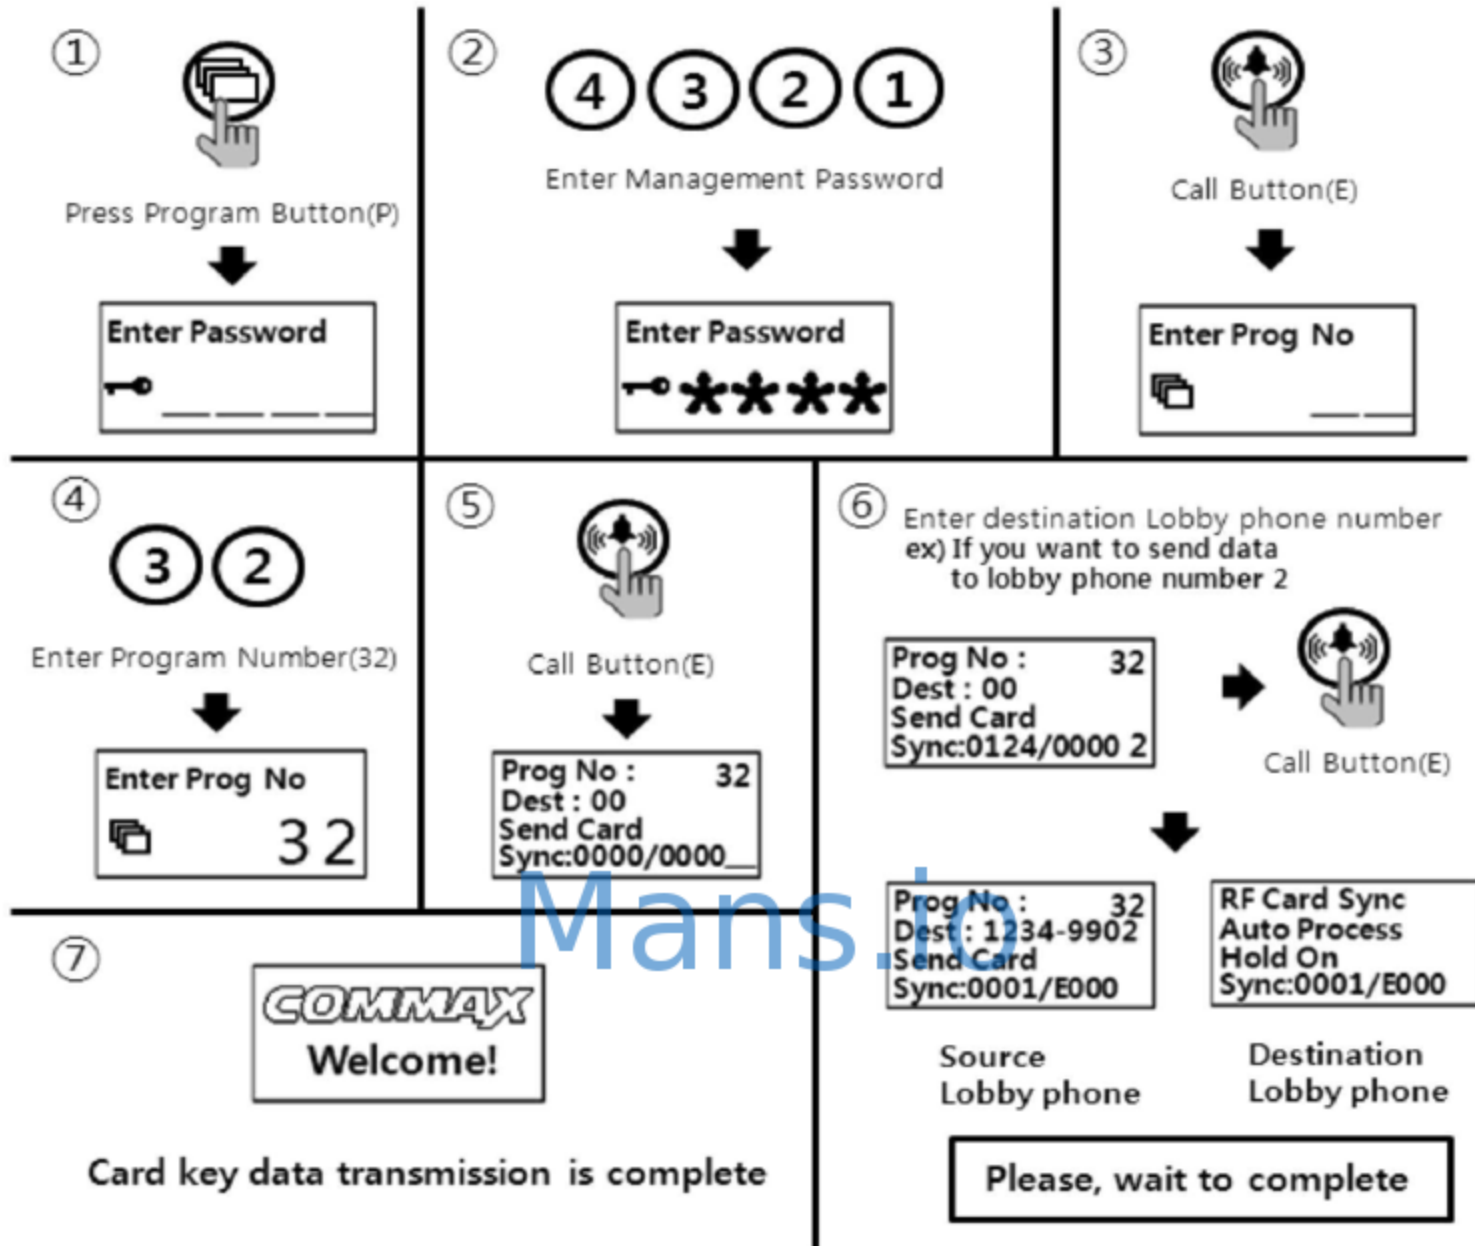 ①
Press Program Button(P)
Enter Password
②
4 3 2 1
Enter Management Password
Enter Password
③
Call Button(E)
Enter Prog No
④
3 2
Enter Program Number(32)
Enter Prog No
3 2
⑤
Call Button(E)
Prog No : 32
Dest : 00
Send Card
Sync:0000/0000__
⑥
Enter destination Lobby phone number
ex) If you want to send data
to lobby phone number 2
Prog No : 32
Dest : 00
Send Card
Sync:0124/0000 2
Call Button(E)
Prog No : 32
Dest : 1234-9902
Send Card
Sync:0001/E000
Source
Lobby phone
RF Card Sync
Auto Process
Hold On
Sync:0001/E000
Destination
Lobby phone
Please, wait to complete
⑦
COMMAX
Welcome!
Card key data transmission is complete
Mans.io